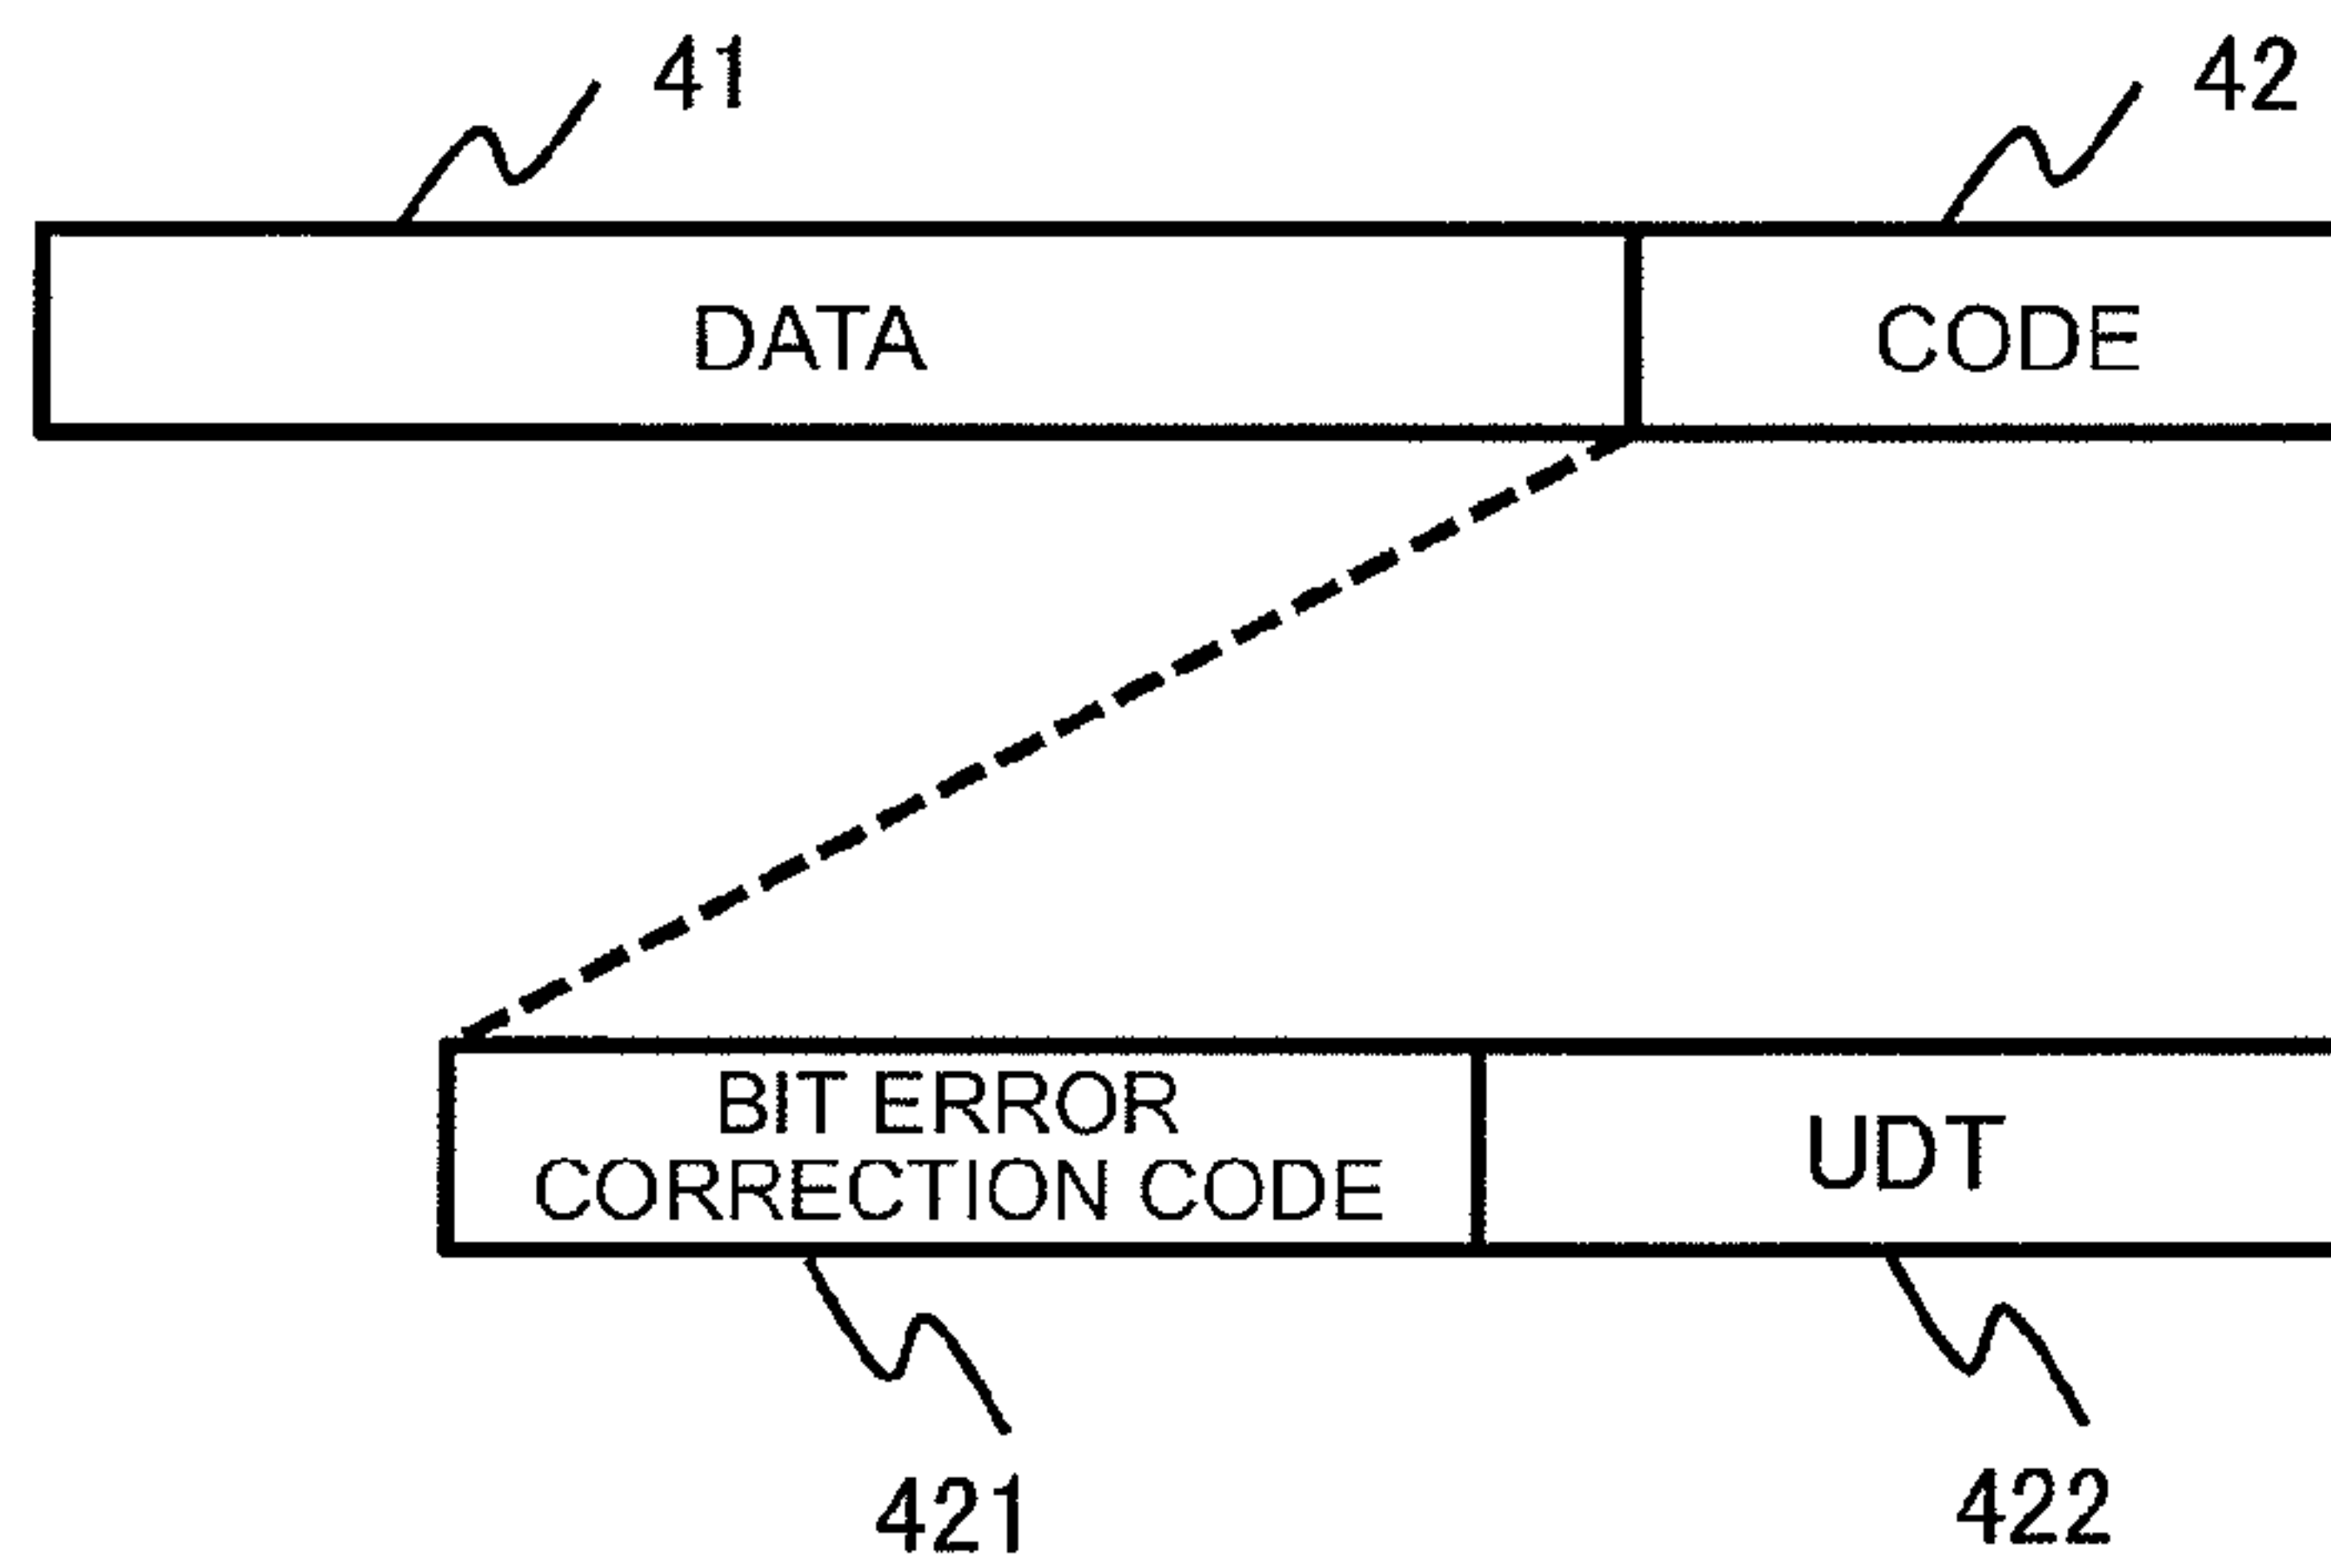 41
42
DATA
CODE
BIT ERROR
CORRECTION CODE
UDT
421
422